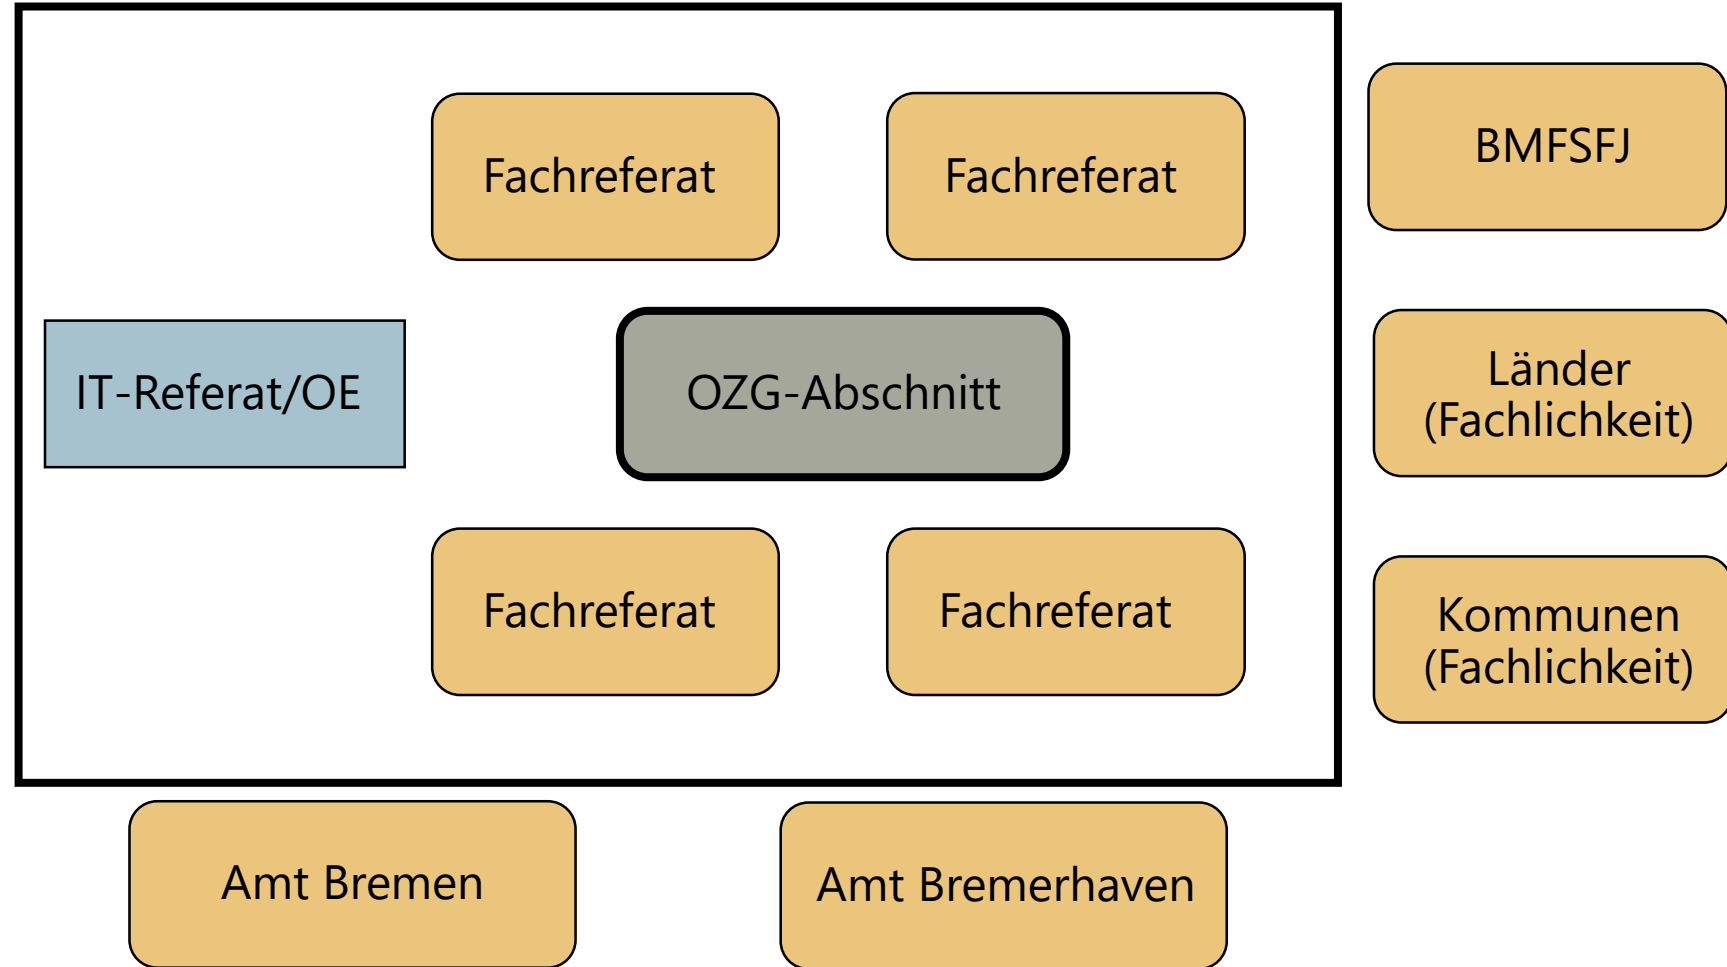 Fachreferat
Fachreferat
BMFSFJ
IT-Referat/OE
OZG-Abschnitt
Länder
(Fachlichkeit)
Fachreferat
Fachreferat
Kommunen
(Fachlichkeit)
Amt Bremen
Amt Bremerhaven